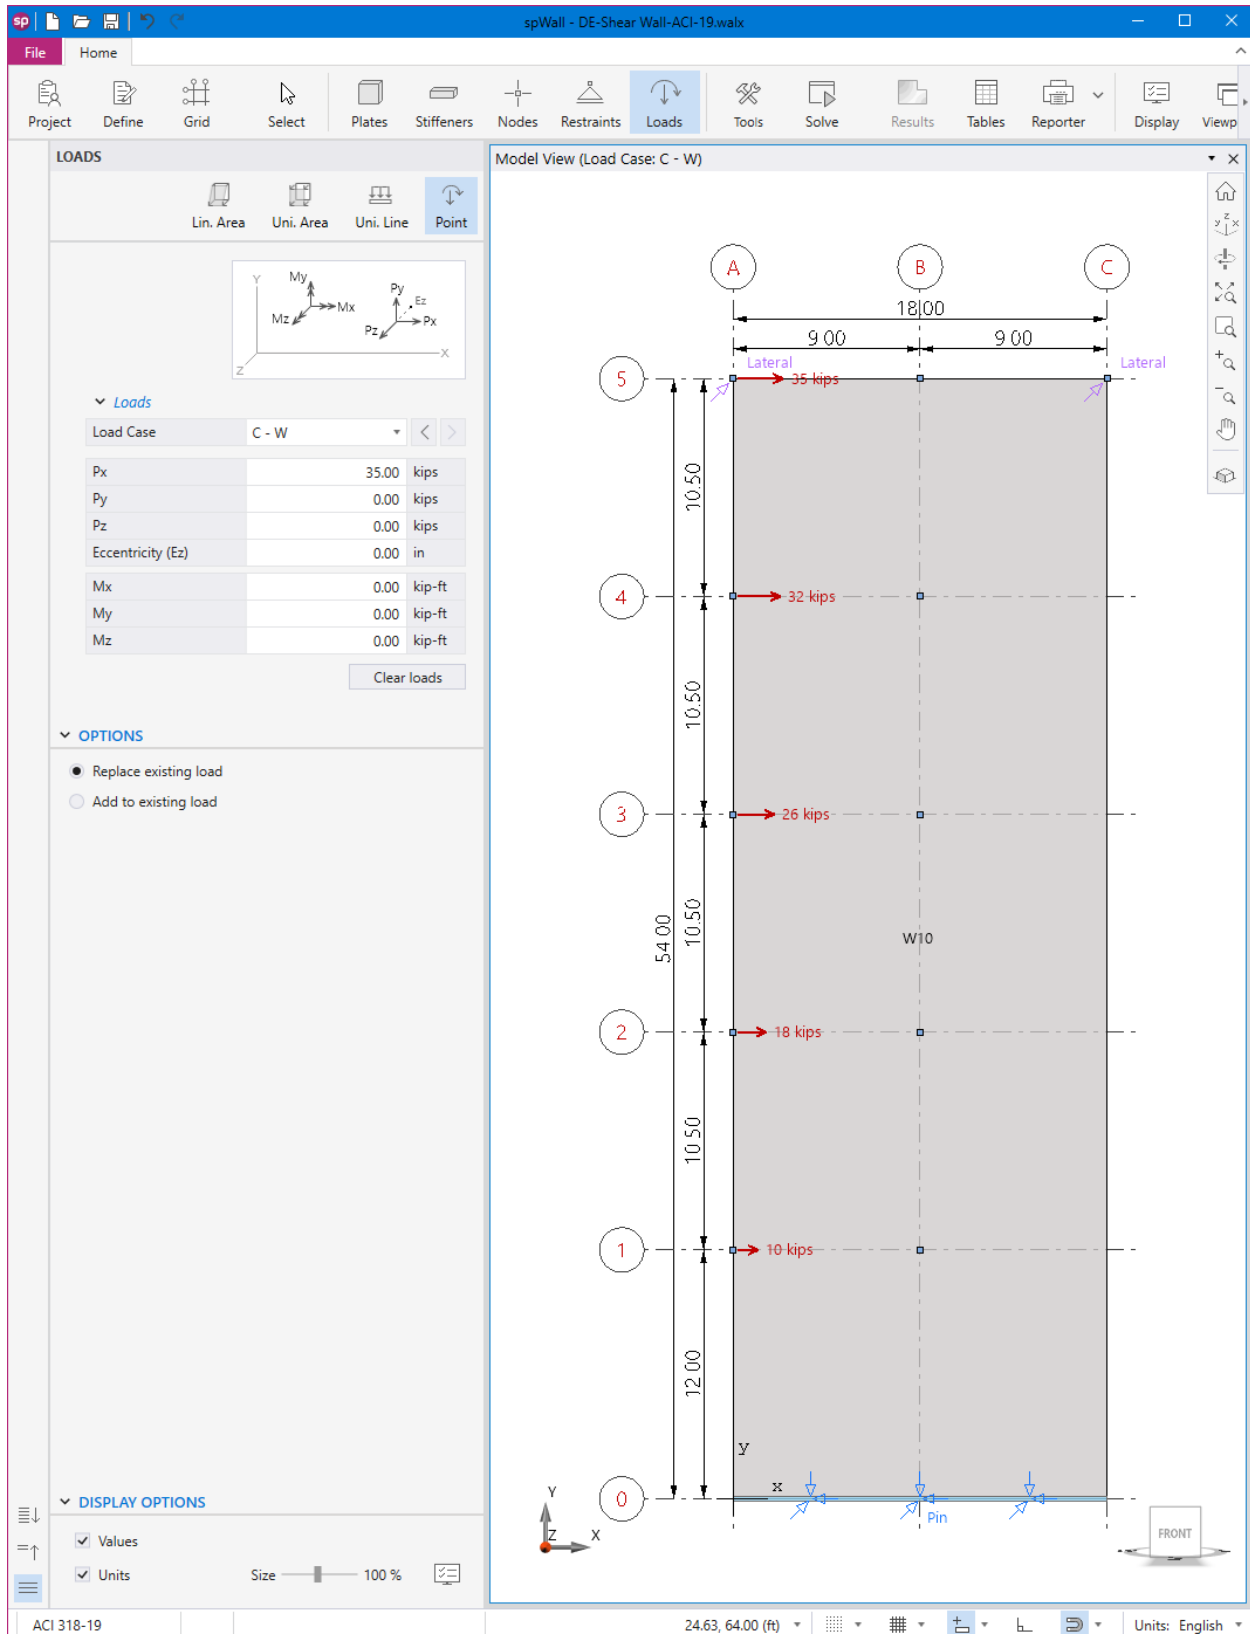 sp spWall - DE-Shear Wall-ACI-19.walx
File Home
Project Define Grid Select Plates Stiffeners Nodes Restraints Loads Tools Solve Results Tables Reporter Display Viewp
LOADS
Lin. Area Uni. Area Uni. Line Point
Y My Mx Mz Py Ez Px Pz X Z
Loads
Load Case C - W
Px 35.00 kips
Py 0.00 kips
Pz 0.00 kips
Eccentricity (Ez) 0.00 in
Mx 0.00 kip-ft
My 0.00 kip-ft
Mz 0.00 kip-ft
Clear loads
OPTIONS
Replace existing load
Add to existing load
DISPLAY OPTIONS
Values
Units Size 100 %
Model View (Load Case: C - W)
y z x
A B C
18.00
9.00 9.00
Lateral Lateral
5 35 kips
10.50
4 32 kips
10.50
3 26 kips
54.00 10.50
W10
2 18 kips
10.50
1 10 kips
12.00
y
x
0
Pin
Y
Z X
FRONT
ACI 318-19 24.63, 64.00 (ft) Units: English